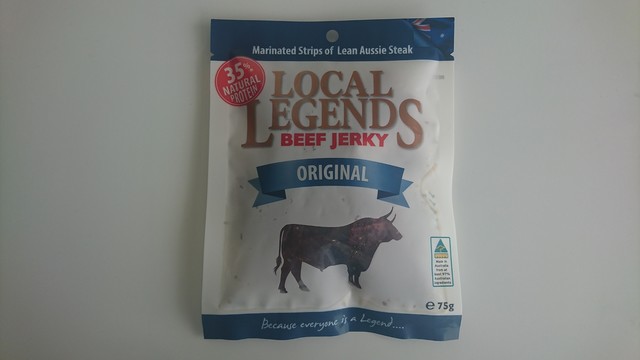 Marinated Strips of Lean Aussie Steak
35%
NATURAL
PROTEIN
LOCAL
LEGENDS
BEEF JERKY
ORIGINAL
e 75g
Because everyone is a Legend....